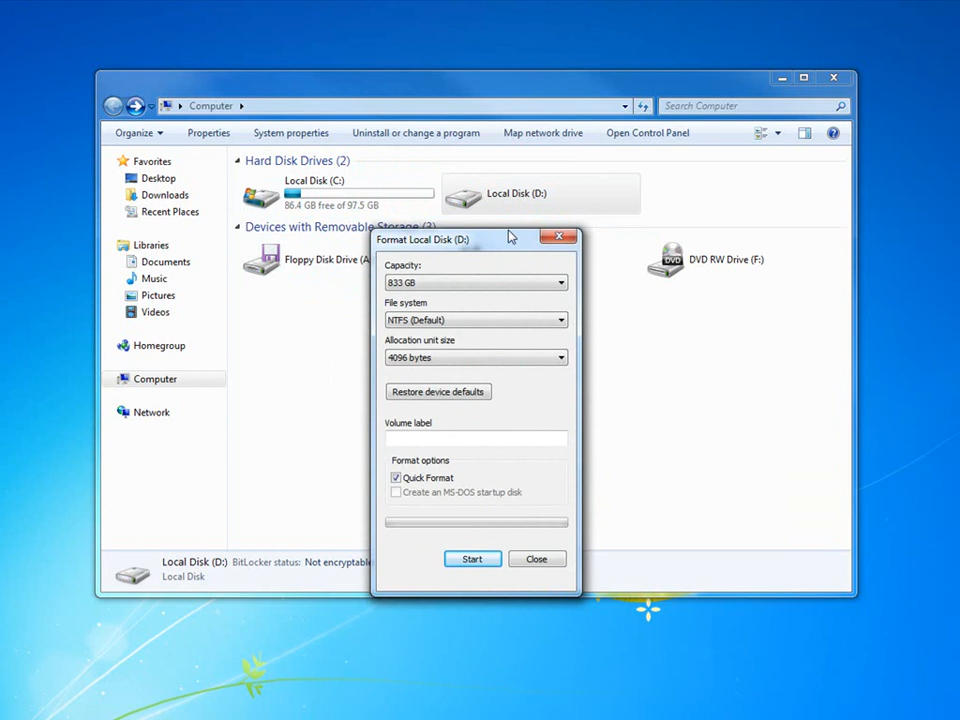 Computer
Search Computer
Organize
Properties
System properties
Uninstall or change a program
Map network drive
Open Control Panel
Favorites
Desktop
Downloads
Recent Places
Libraries
Documents
Music
Pictures
Videos
Homegroup
Computer
Network
Hard Disk Drives (2)
Local Disk (C:)
86.4 GB free of 97.5 GB
Local Disk (D:)
Devices with Removable Storage (3)
Floppy Disk Drive (A
DVD
DVD RW Drive (F:)
Format Local Disk (D:)
Capacity:
833 GB
File system
NTFS (Default)
Allocation unit size
4096 bytes
Restore device defaults
Volume label
Format options
Quick Format
Create an MS-DOS startup disk
Start
Close
Local Disk (D:) BitLocker status: Not encryptable
Local Disk